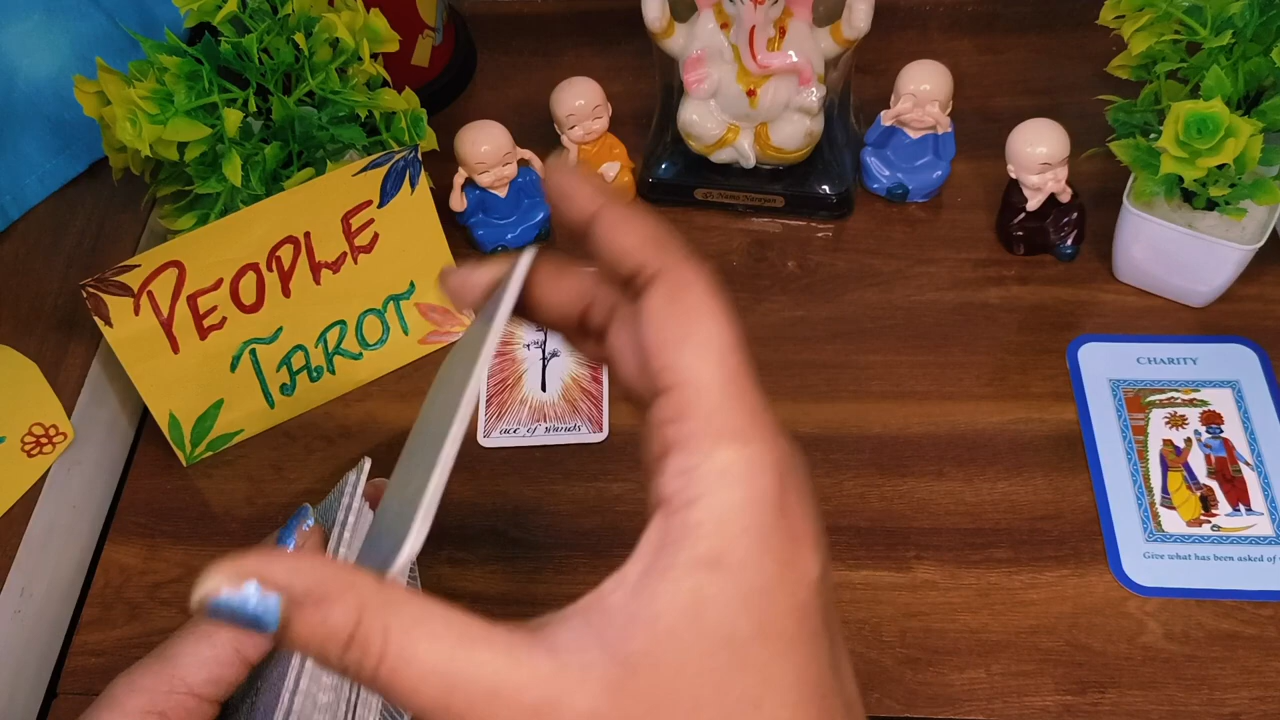 PEOPLE
TAROT
ace of wands
CHARITY
Give what has been asked of